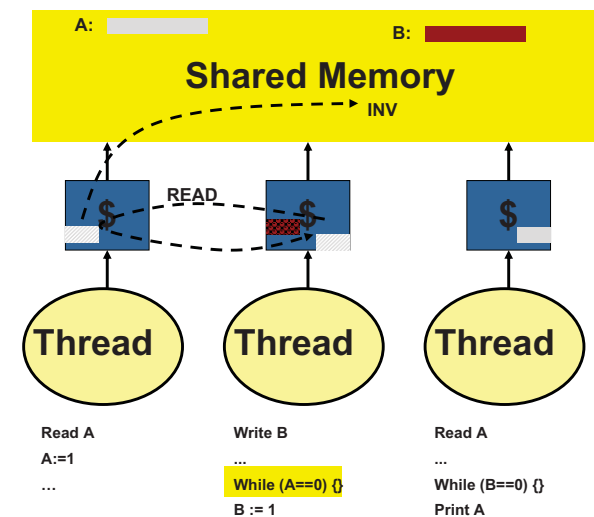 A:
B:
Shared Memory
INV
READ
$ $ $
Thread Thread Thread
Read A
A:=1
…
Write B
...
While (A==0) {}
B := 1
Read A
...
While (B==0) {}
Print A